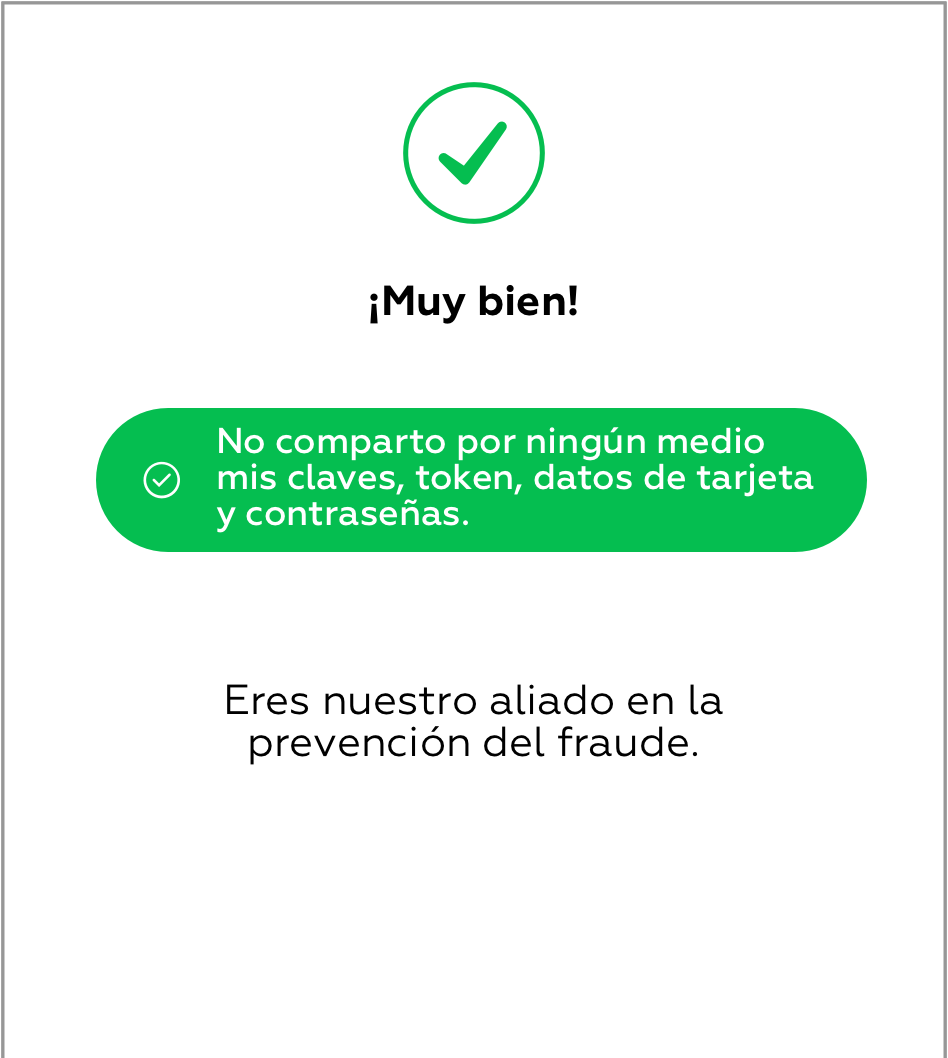 ¡Muy bien!
No comparto por ningún medio
mis claves, token, datos de tarjeta
y contraseñas.
Eres nuestro aliado en la
prevención del fraude.